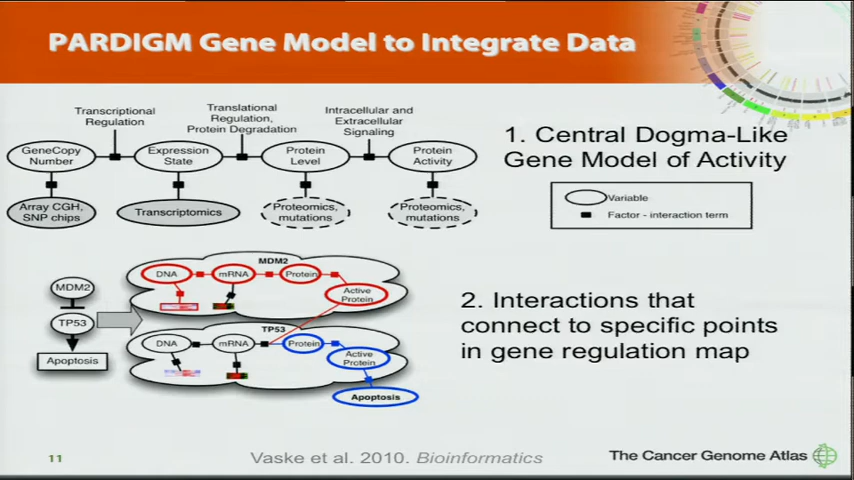 PARDIGM Gene Model to Integrate Data
Transcriptional
Regulation
Translational
Regulation,
Protein Degradation
Intracellular and
Extracellular
Signaling
GeneCopy
Number
Expression
State
Protein
Level
Protein
Activity
Array CGH,
SNP chips
Transcriptomics
Proteomics,
mutations
Proteomics,
mutations
1. Central Dogma-Like
Gene Model of Activity
Variable
Factor - interaction term
MDM2
TP53
Apoptosis
MDM2
DNA
mRNA
Protein
Active
Protein
TP53
DNA
mRNA
Protein
Active
Protein
Apoptosis
2. Interactions that
connect to specific points
in gene regulation map
11
Vaske et al. 2010. Bioinformatics
The Cancer Genome Atlas